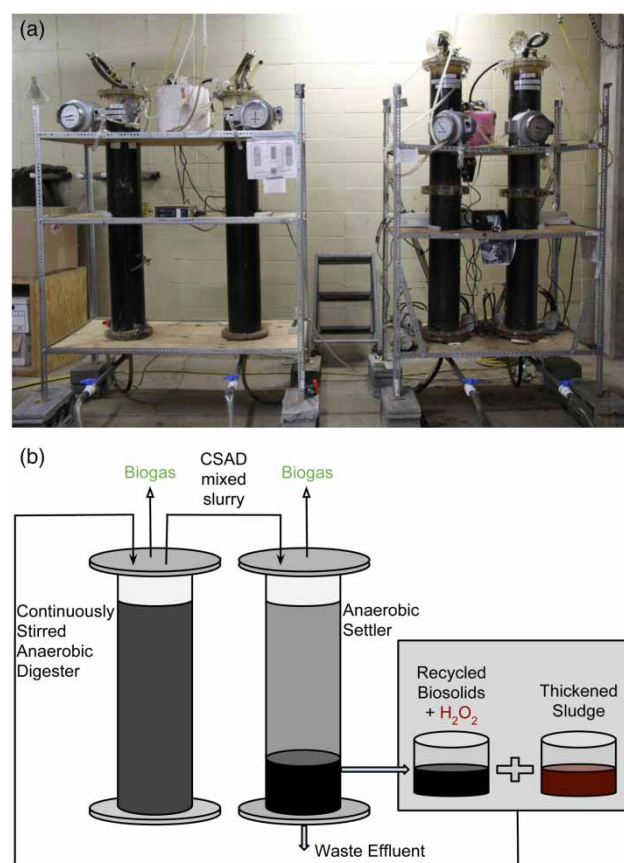 (a)
(b)
Biogas
CSAD
mixed
slurry
Biogas
Continuously
Stirred
Anaerobic
Digester
Anaerobic
Settler
Recycled
Biosolids
+ H₂O₂
Thickened
Sludge
Waste Effluent